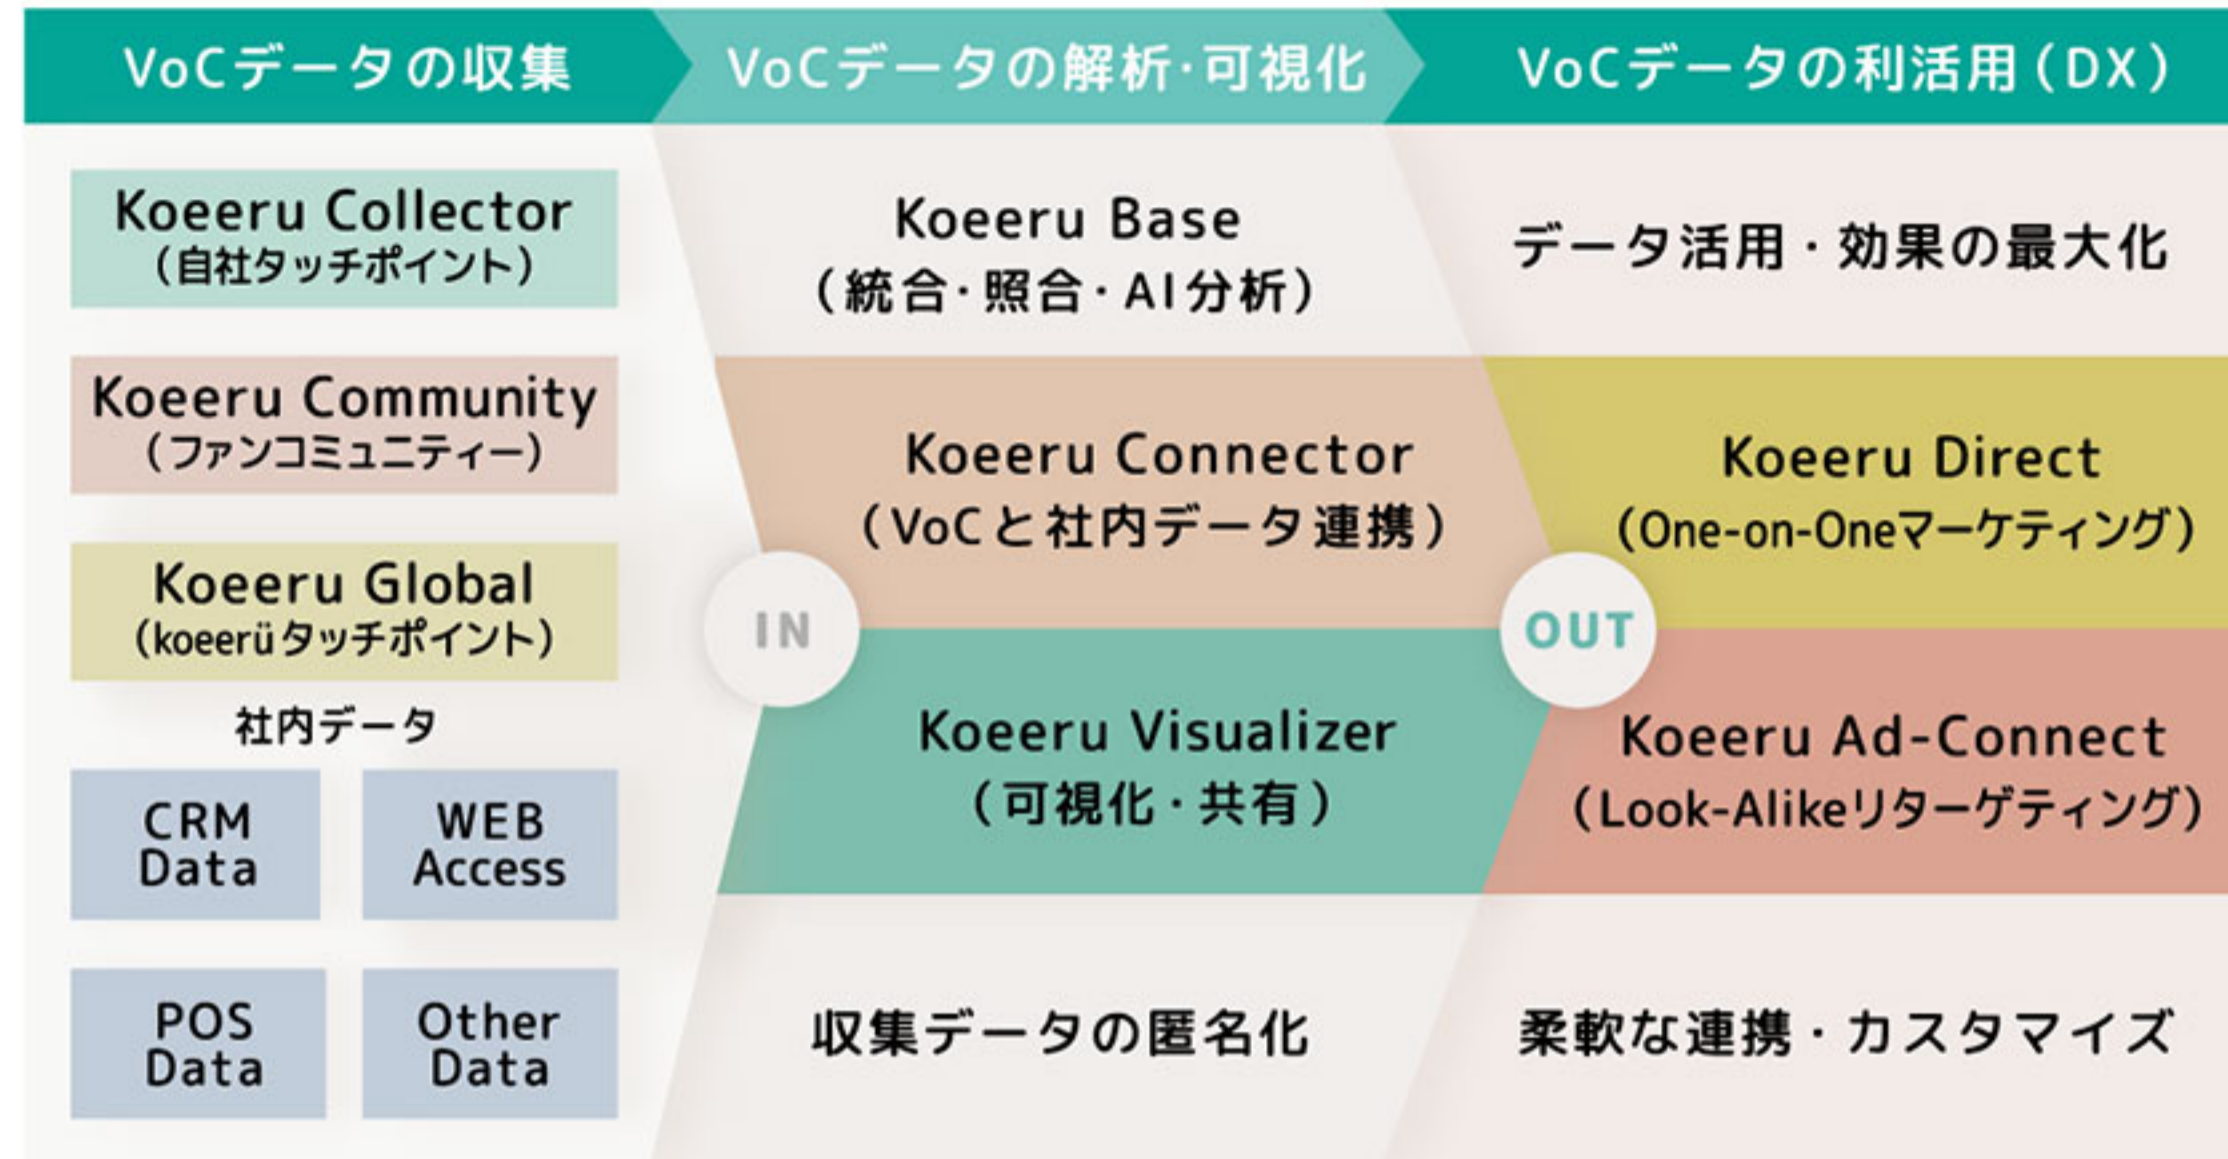 VoCデータの収集
VoCデータの解析・可視化
VoCデータの利活用（DX）
Koeeru Collector
（自社タッチポイント）
Koeeru Community
（ファンコミュニティー）
Koeeru Global
（koeerüタッチポイント）
社内データ
CRM
Data
WEB
Access
POS
Data
Other
Data
IN
Koeeru Base
（統合・照合・AI分析）
Koeeru Connector
（VoCと社内データ連携）
Koeeru Visualizer
（可視化・共有）
収集データの匿名化
OUT
データ活用・効果の最大化
Koeeru Direct
（One-on-Oneマーケティング）
Koeeru Ad-Connect
（Look-Alikeリターゲティング）
柔軟な連携・カスタマイズ